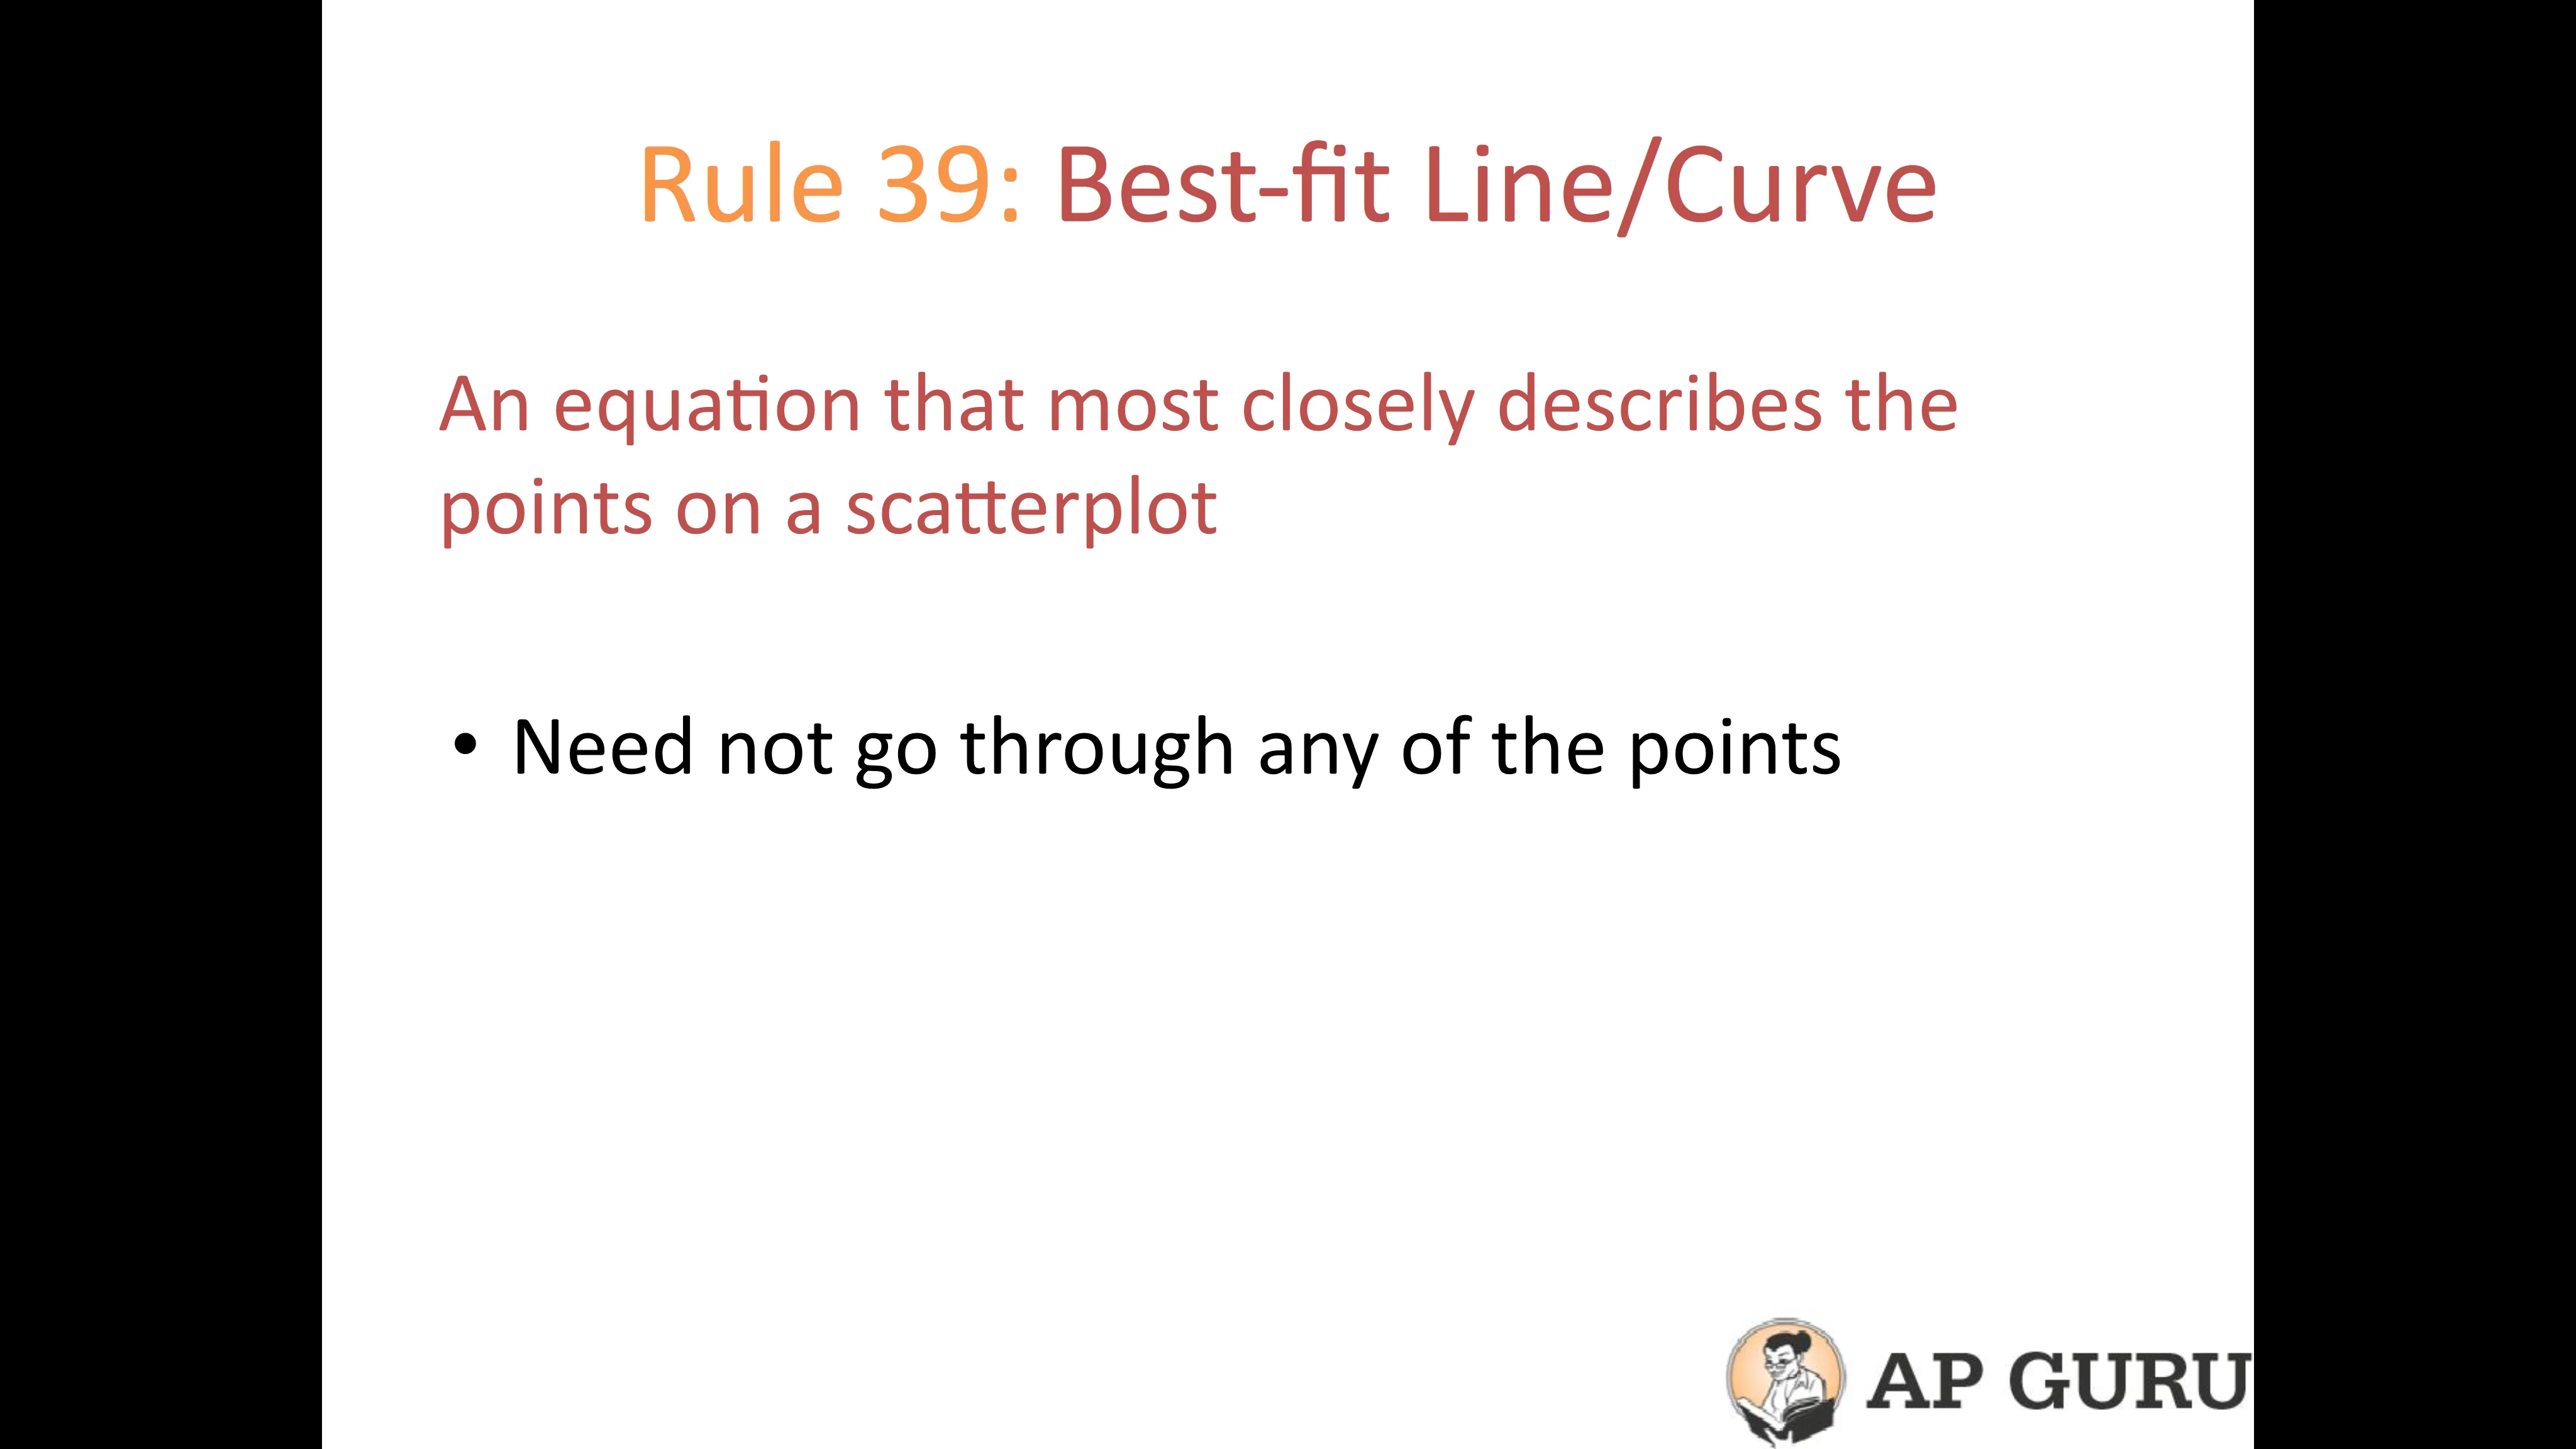 Rule 39: Best-fit Line/Curve
An equation that most closely describes the
points on a scatterplot
• Need not go through any of the points
AP GURU